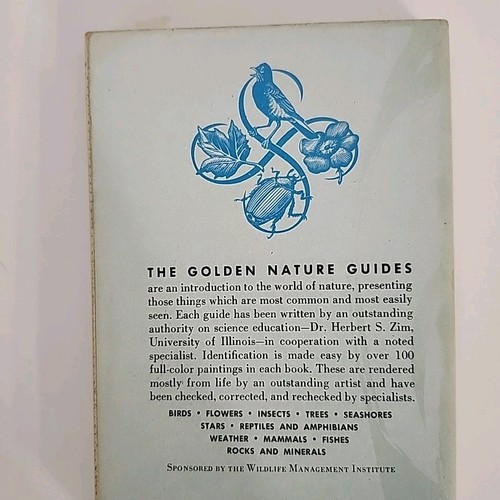 THE GOLDEN NATURE GUIDES
are an introduction to the world of nature, presenting
those things which are most common and most easily
seen. Each guide has been written by an outstanding
authority on science education—Dr. Herbert S. Zim,
University of Illinois—in cooperation with a noted
specialist. Identification is made easy by over 100
full-color paintings in each book. These are rendered
mostly from life by an outstanding artist and have
been checked, corrected, and rechecked by specialists.
BIRDS • FLOWERS • INSECTS • TREES • SEASHORES
STARS • REPTILES AND AMPHIBIANS
WEATHER • MAMMALS • FISHES
ROCKS AND MINERALS
SPONSORED BY THE WILDLIFE MANAGEMENT INSTITUTE